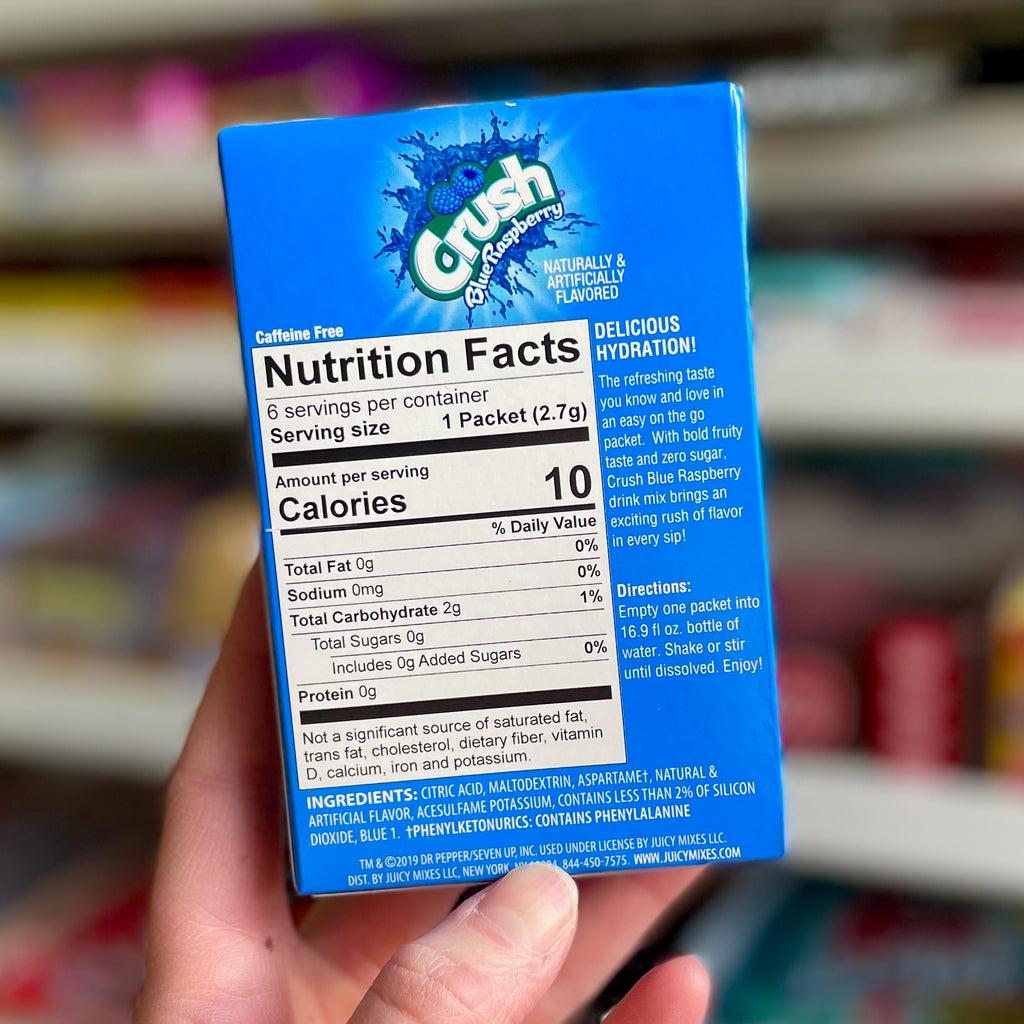 Crush
Blue Raspberry
NATURALLY &
ARTIFICIALLY
FLAVORED
Caffeine Free
Nutrition Facts
6 servings per container
Serving size 1 Packet (2.7g)
Amount per serving
Calories 10
% Daily Value
Total Fat 0g 0%
Sodium 0mg 0%
Total Carbohydrate 2g 1%
Total Sugars 0g
Includes 0g Added Sugars 0%
Protein 0g
Not a significant source of saturated fat,
trans fat, cholesterol, dietary fiber, vitamin
D, calcium, iron and potassium.
DELICIOUS
HYDRATION!
The refreshing taste
you know and love in
an easy on the go
packet. With bold fruity
taste and zero sugar,
Crush Blue Raspberry
drink mix brings an
exciting rush of flavor
in every sip!
Directions:
Empty one packet into
16.9 fl oz. bottle of
water. Shake or stir
until dissolved. Enjoy!
INGREDIENTS: CITRIC ACID, MALTODEXTRIN, ASPARTAME†, NATURAL &
ARTIFICIAL FLAVOR, ACESULFAME POTASSIUM, CONTAINS LESS THAN 2% OF SILICON
DIOXIDE, BLUE 1. †PHENYLKETONURICS: CONTAINS PHENYLALANINE
TM & ©2019 DR PEPPER/SEVEN UP, INC. USED UNDER LICENSE BY JUICY MIXES LLC.
DIST. BY JUICY MIXES LLC, NEW YORK, NY 844-450-7575. WWW.JUICYMIXES.COM